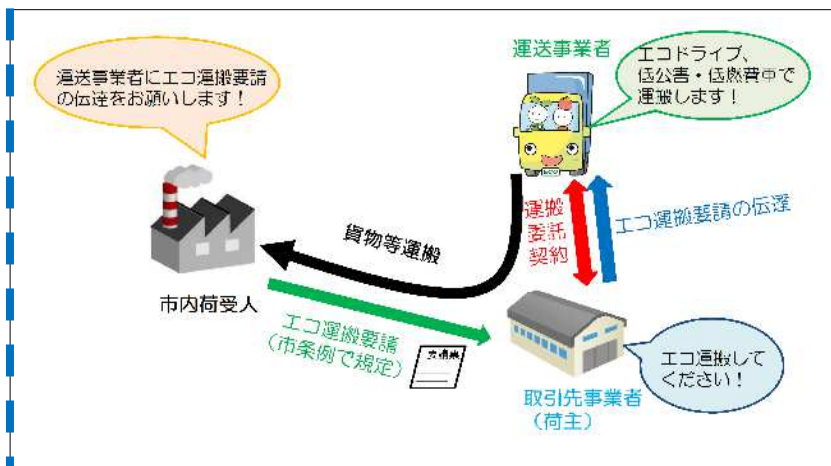 運送事業者
エコドライブ、
低公害・低燃費車で
運搬します！
運送事業者にエコ運搬要請
の伝達をお願いします！
ECO
運搬
委託
契約
エコ運搬要請の伝達
貨物等運搬
市内荷受人
エコ運搬要請
（市条例で規定）
エコ運搬して
ください！
取引先事業者
（荷主）